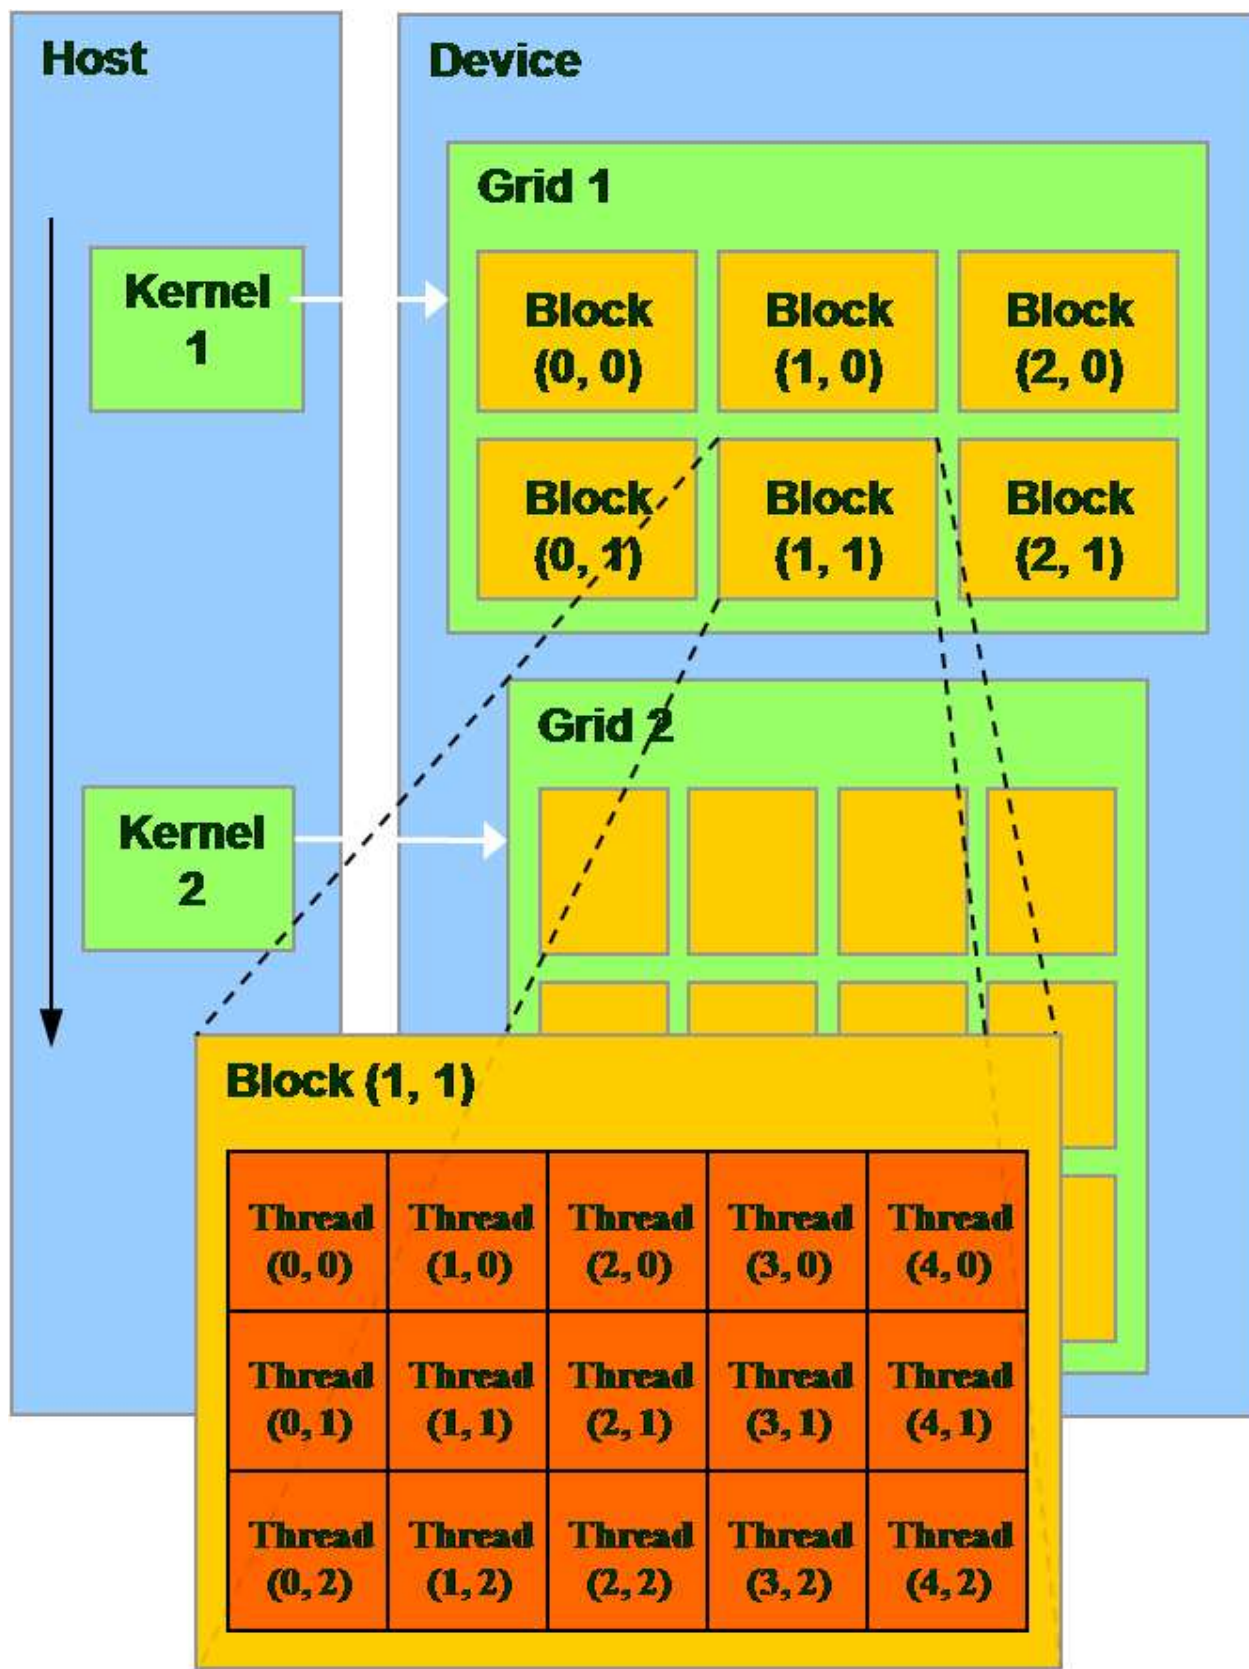 Host
Device
Grid 1
Kernel
1
Block
(0, 0)
Block
(1, 0)
Block
(2, 0)
Block
(0, 1)
Block
(1, 1)
Block
(2, 1)
Grid 2
Kernel
2
Block (1, 1)
Thread
(0, 0)
Thread
(1, 0)
Thread
(2, 0)
Thread
(3, 0)
Thread
(4, 0)
Thread
(0, 1)
Thread
(1, 1)
Thread
(2, 1)
Thread
(3, 1)
Thread
(4, 1)
Thread
(0, 2)
Thread
(1, 2)
Thread
(2, 2)
Thread
(3, 2)
Thread
(4, 2)